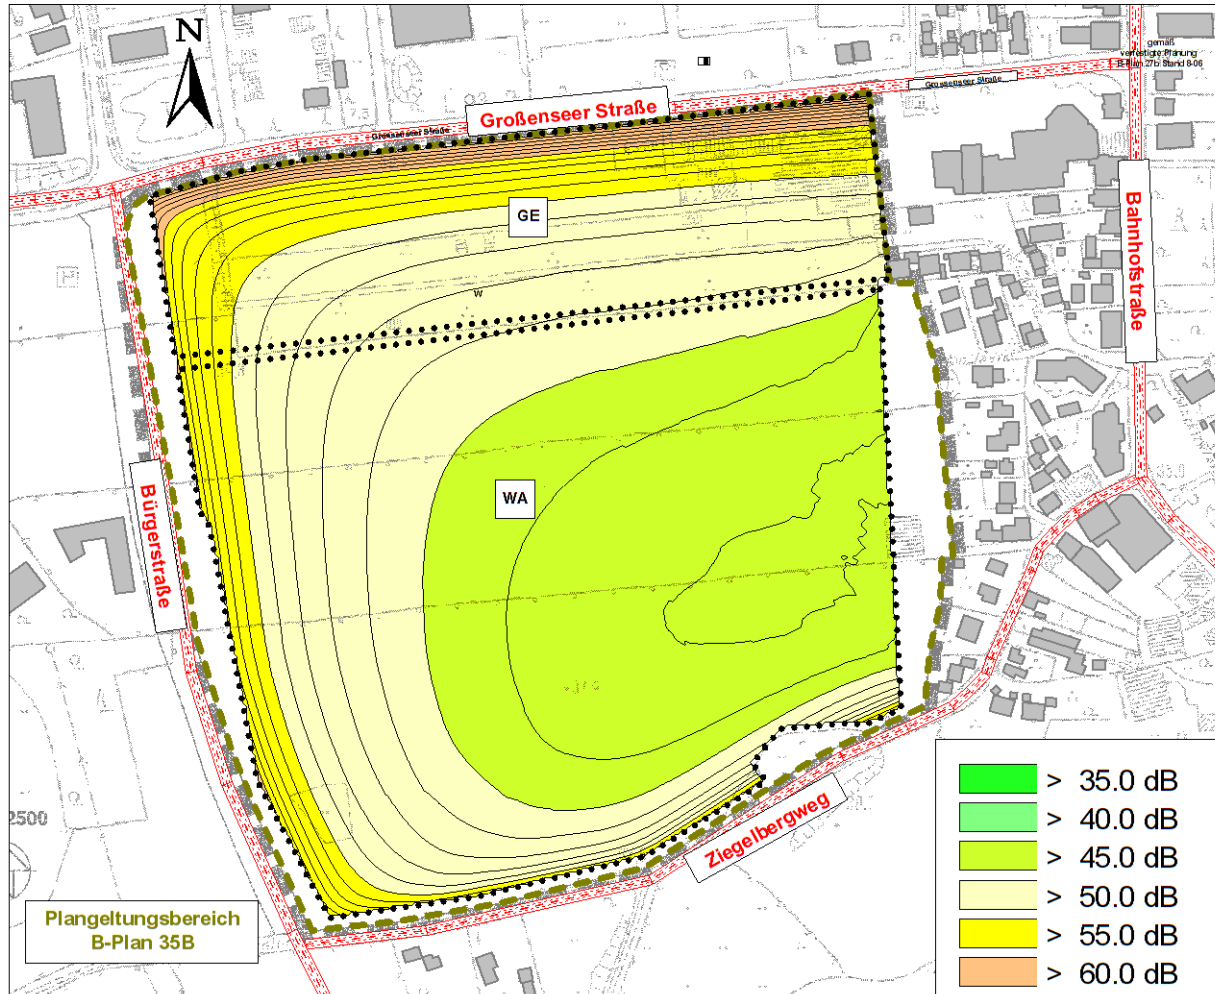 N
gemäß
verfestigte Planung
B-Plan 27b Stand 8-06
Grossenseer Straße
Großenseer Straße
Grossenseer Straße
GE
Bahnhofstraße
W
WA
Bürgerstraße
2500
Ziegelbergweg
Plangeltungsbereich
B-Plan 35B
> 35.0 dB
> 40.0 dB
> 45.0 dB
> 50.0 dB
> 55.0 dB
> 60.0 dB